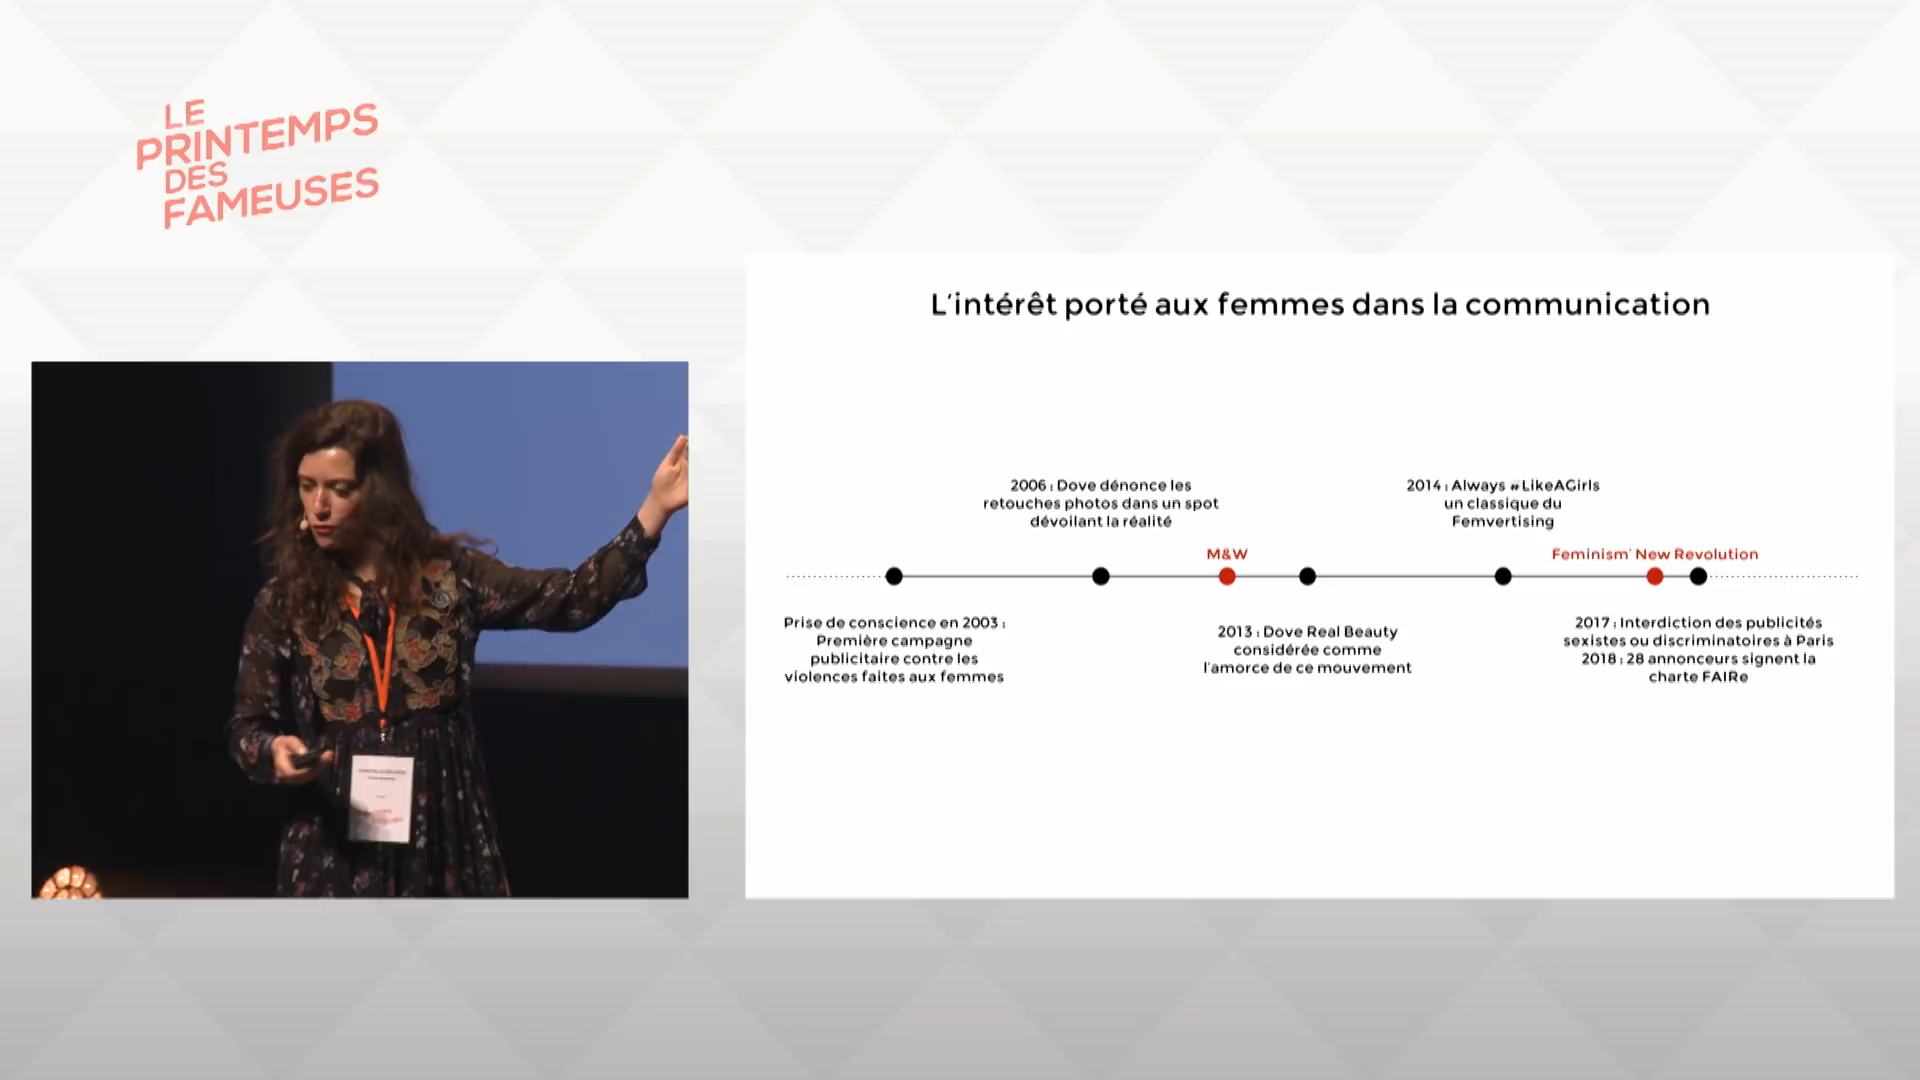 LE
PRINTEMPS
DES
FAMEUSES
L'intérêt porté aux femmes dans la communication
2006 : Dove dénonce les
retouches photos dans un spot
dévoilant la réalité
2014 : Always #LikeAGirls
un classique du
Femvertising
M&W
Feminism' New Revolution
Prise de conscience en 2003 :
Première campagne
publicitaire contre les
violences faites aux femmes
2013 : Dove Real Beauty
considérée comme
l'amorce de ce mouvement
2017 : Interdiction des publicités
sexistes ou discriminatoires à Paris
2018 : 28 annonceurs signent la
charte FAIRe